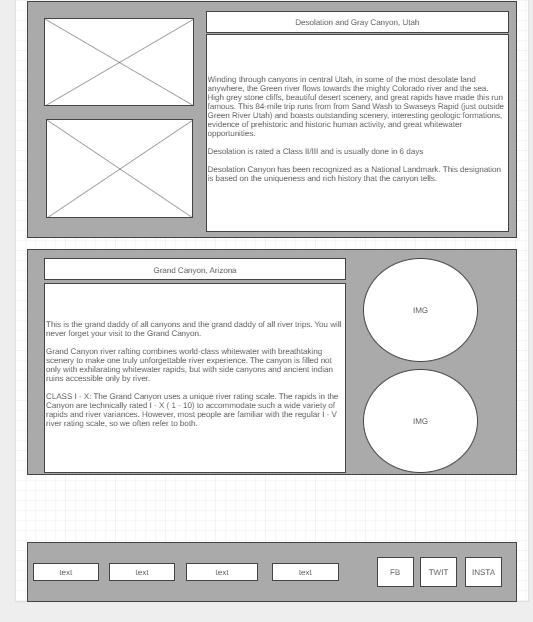 Desolation and Gray Canyon, Utah
Winding through canyons in central Utah, in some of the most desolate land
anywhere, the Green river flows down to the mighty Colorado river and the sea.
High grey stone cliffs, beautiful desert scenery, and great rapids have made this run
famous. This 84-mile trip runs from from Sand Wash to Swaseys Rapid (just outside
Green River Utah) and boasts outstanding scenery, interesting geologic formations,
evidence of prehistoric and historic human activity, and great whitewater
opportunities.
Desolation is rated a Class II/III and is usually done in 6 days
Desolation Canyon has been recognized as a National Landmark. This designation
is based on the uniqueness and rich history that the canyon tells.
Grand Canyon, Arizona
This is the grand daddy of all canyons and the grand daddy of all river trips. You will
never forget your visit to the Grand Canyon.
Grand Canyon river rafting combines world-class whitewater with breathtaking
scenery to make one truly unforgettable river experience. The canyon is filled not
only with exhilarating whitewater rapids, but with side canyons and ancient indian
ruins accessible only by river.
CLASS I - X: The Grand Canyon uses a unique river rating scale. The rapids in the
Canyon are technically rated I - X ( 1 - 10) to accommodate such a wide variety of
rapids and river variances. However, most people are familiar with the regular I - V
river rating scale, so we often refer to both.
IMG
IMG
text text text text FB TWIT INSTA